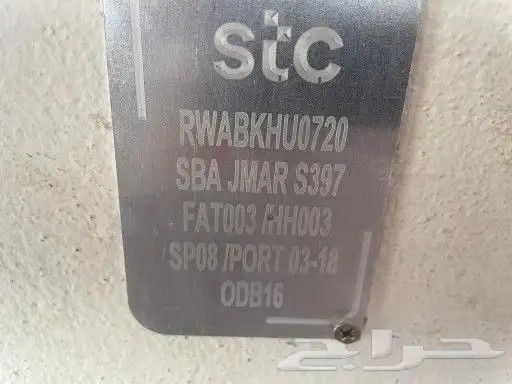 stc
RWABKHU0720
SBA JMAR S397
FAT003 /HH003
SP08 /PORT 03-18
ODB16
حراج